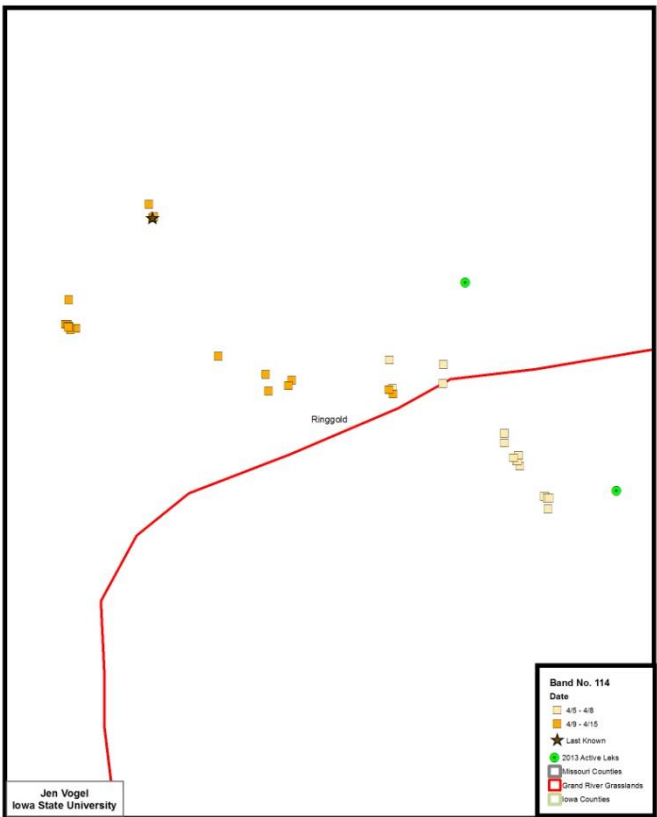 Ringgold
Band No. 114
Date
4/5 - 4/8
4/9 - 4/15
Last Known
2013 Active Leks
Missouri Counties
Grand River Grasslands
Iowa Counties
Jen Vogel
Iowa State University